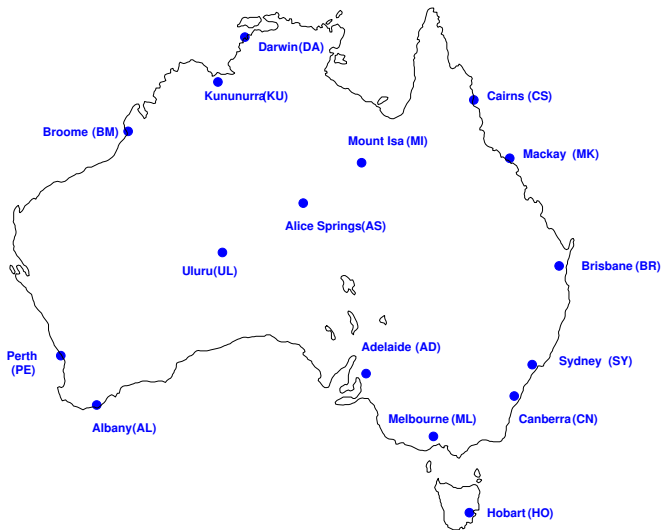 Darwin(DA)
Kununurra(KU)
Cairns (CS)
Broome (BM)
Mount Isa (MI)
Mackay (MK)
Alice Springs(AS)
Uluru(UL)
Brisbane (BR)
Perth
(PE)
Adelaide (AD)
Sydney (SY)
Albany(AL)
Melbourne (ML)
Canberra(CN)
Hobart (HO)